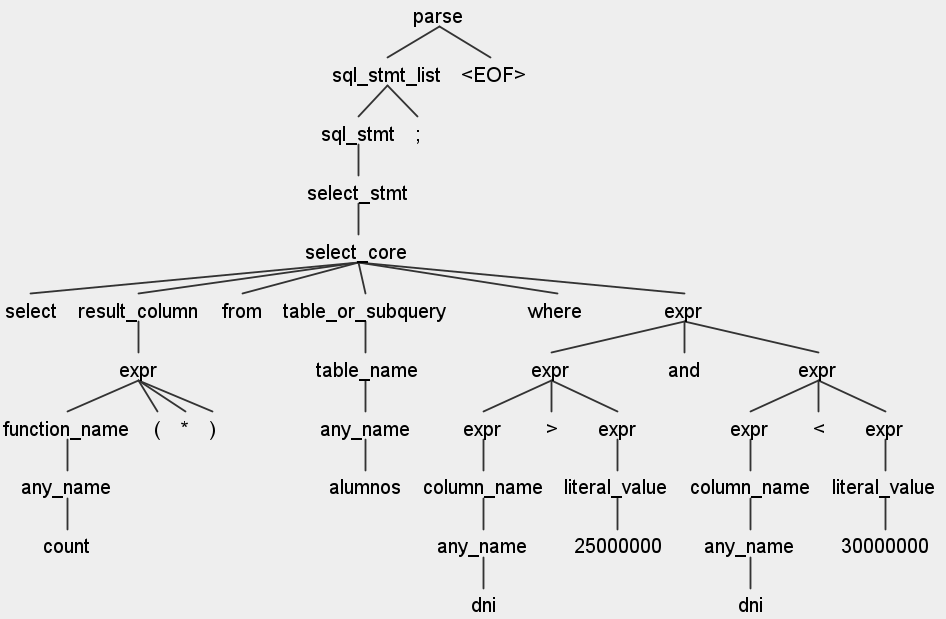 parse
sql_stmt_list <EOF>
sql_stmt ;
select_stmt
select_core
select result_column from table_or_subquery where expr
expr table_name expr and expr
function_name ( * ) any_name expr > expr expr < expr
any_name alumnos column_name literal_value column_name literal_value
count any_name 25000000 any_name 30000000
dni dni